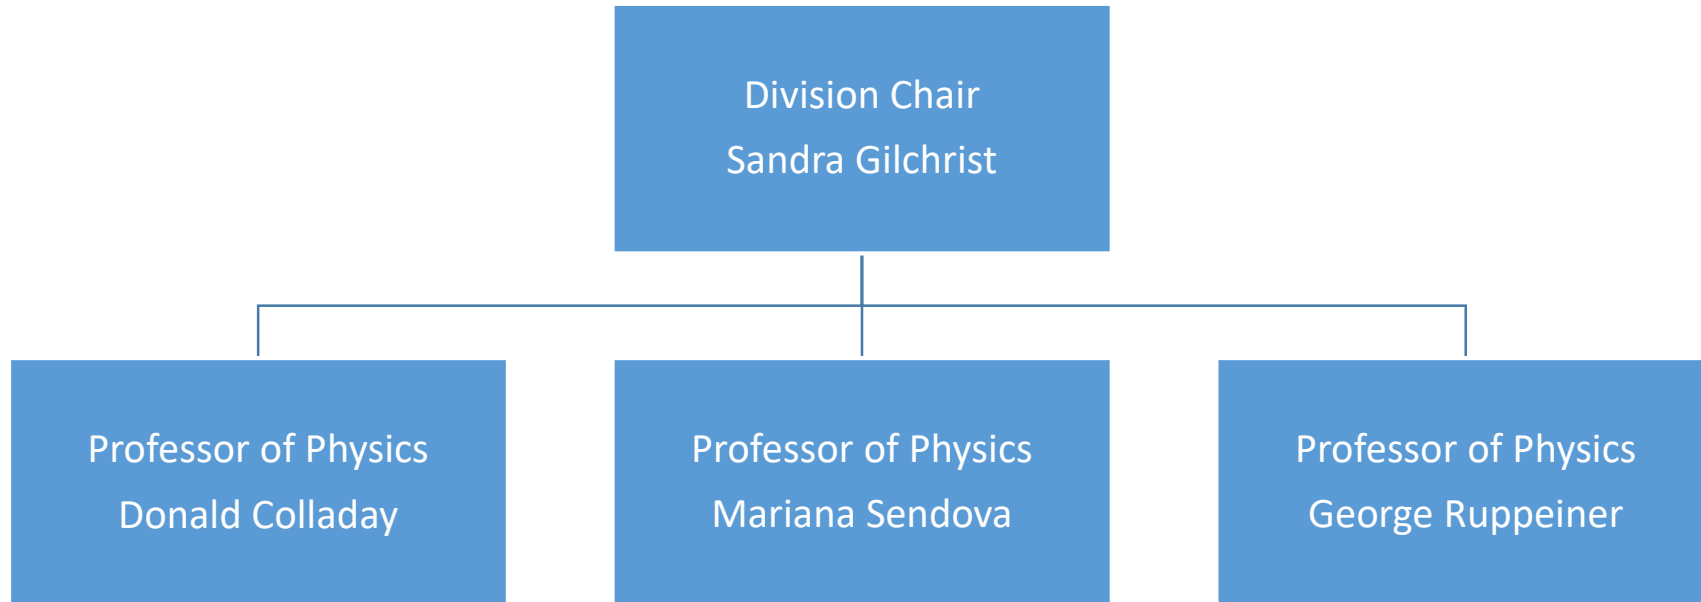 Division Chair
Sandra Gilchrist
Professor of Physics
Donald Colladay
Professor of Physics
Mariana Sendova
Professor of Physics
George Ruppeiner